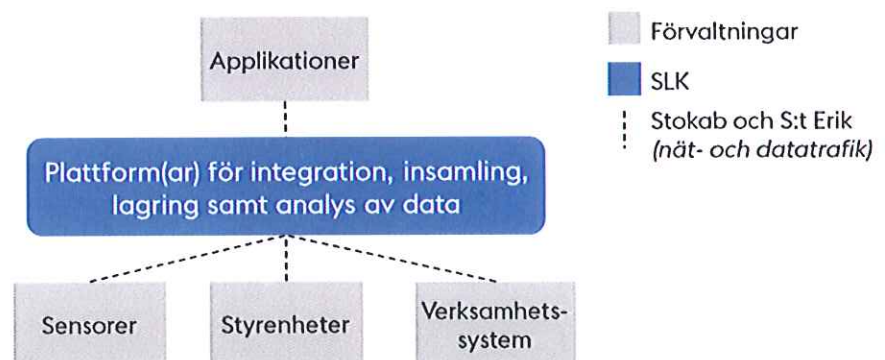 Applikationer
Plattform(ar) för integration, insamling,
lagring samt analys av data
Sensorer
Styrenheter
Verksamhets-
system
Förvaltningar
SLK
Stokab och S:t Erik
(nät- och datatrafik)